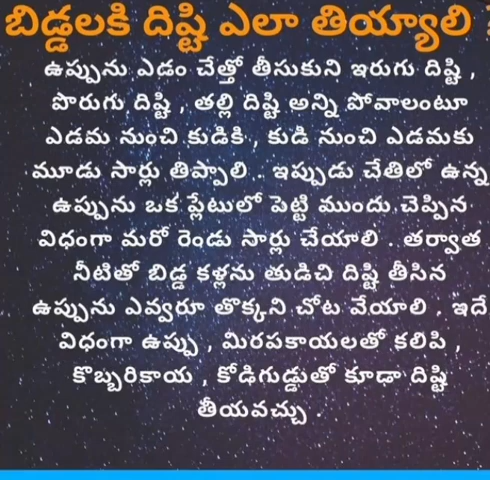 బిడ్డలకి దిష్టి ఎలా తియ్యాలి
ఉప్పును ఎడం చేత్తో తీసుకుని ఇరుగు దిష్టి ,
పొరుగు దిష్టి , తల్లి దిష్టి అన్ని పోవాలంటూ
ఎడమ నుంచి కుడికి , కుడి నుంచి ఎడమకు
మూడు సార్లు తిప్పాలి . ఇప్పుడు చేతిలో ఉన్న
ఉప్పును ఒక ప్లేటులో పెట్టి ముందు చెప్పిన
విధంగా మరో రెండు సార్లు చేయాలి . తర్వాత
నీటితో బిడ్డ కళ్లను తుడిచి దిష్టి తీసిన
ఉప్పును ఎవ్వరూ తొక్కని చోట వేయాలి . ఇదే
విధంగా ఉప్పు , మిరపకాయలతో కలిపి ,
కొబ్బరికాయ , కోడిగుడ్డుతో కూడా దిష్టి
తీయవచ్చు .